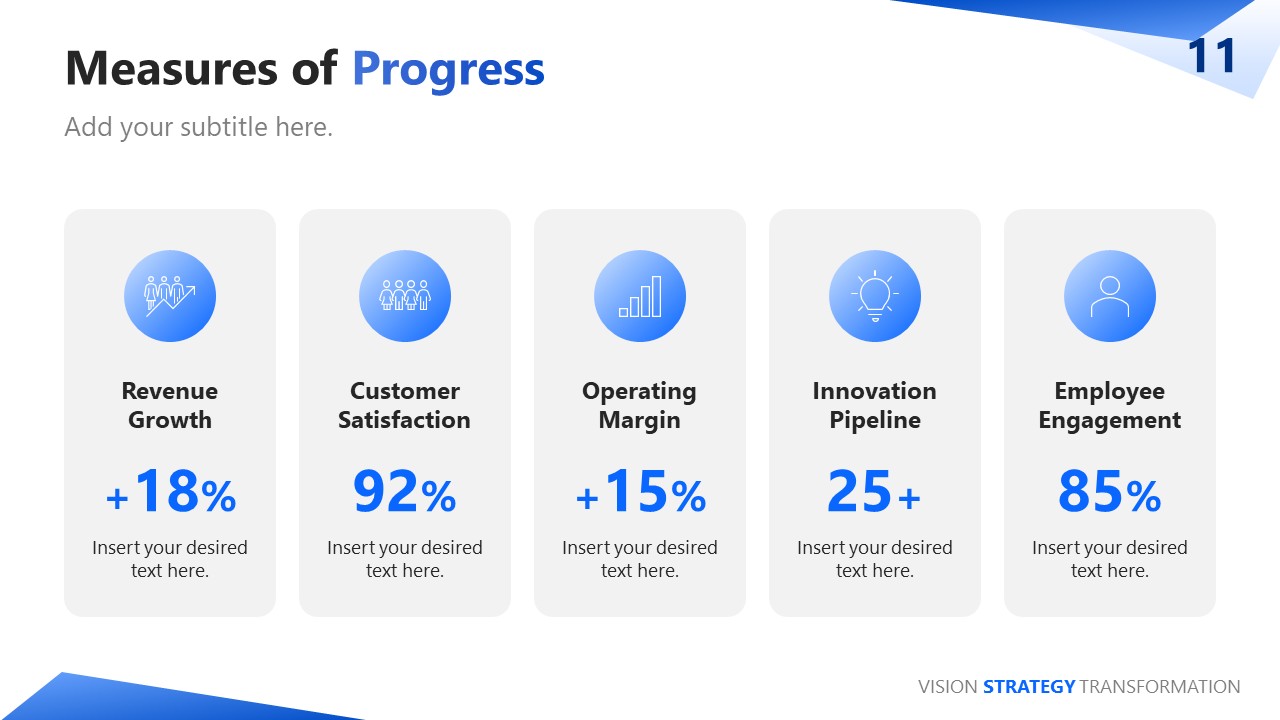 Measures of Progress
11
Add your subtitle here.
Revenue
Growth
+18%
Insert your desired
text here.
Customer
Satisfaction
92%
Insert your desired
text here.
Operating
Margin
+15%
Insert your desired
text here.
Innovation
Pipeline
25+
Insert your desired
text here.
Employee
Engagement
85%
Insert your desired
text here.
VISION STRATEGY TRANSFORMATION